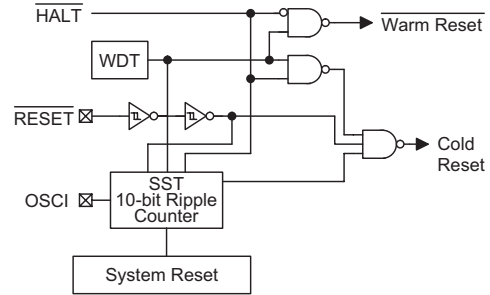 HALT
Warm Reset
WDT
RESET
Cold
Reset
OSCI
SST
10-bit Ripple
Counter
System Reset